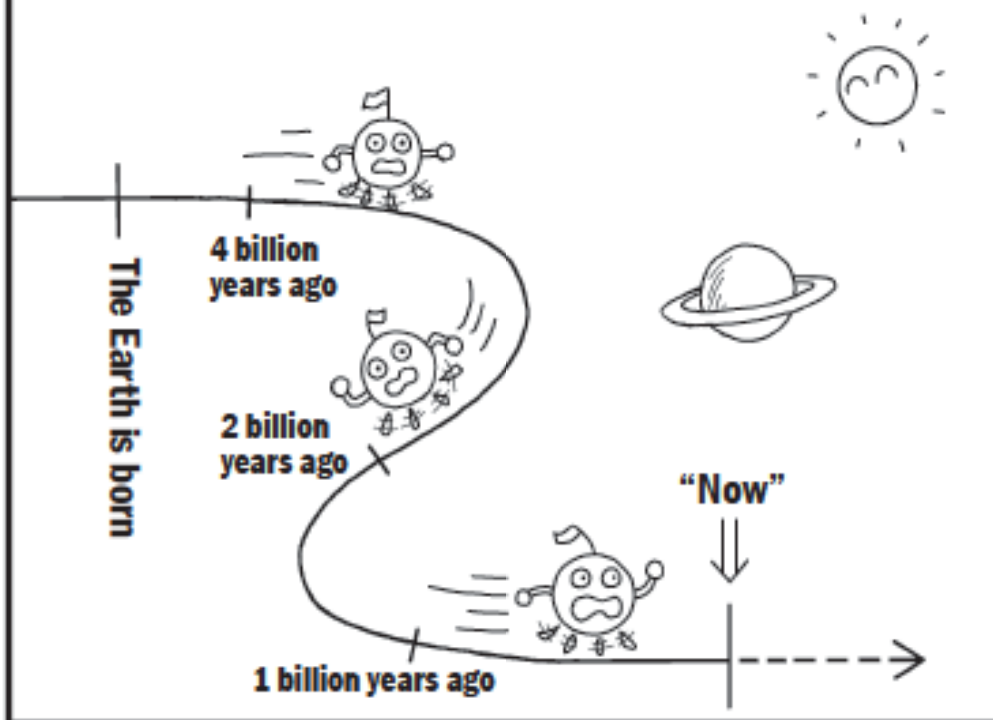 The Earth is born
4 billion
years ago
2 billion
years ago
“Now”
1 billion years ago